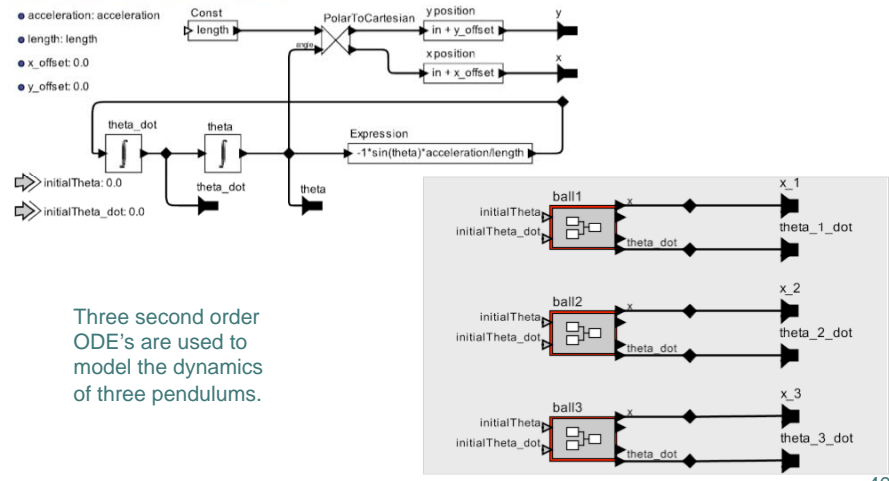 acceleration: acceleration
length: length
x_offset: 0.0
y_offset: 0.0
Const
length
PolarToCartesian
angle
y position
in + y_offset
y
x position
in + x_offset
x
theta_dot
theta
Expression
-1*sin(theta)*acceleration/length
initialTheta: 0.0
initialTheta_dot: 0.0
theta_dot
theta
Three second order
ODE's are used to
model the dynamics
of three pendulums.
ball1
initialTheta
initialTheta_dot
x
theta_dot
x_1
theta_1_dot
ball2
initialTheta
initialTheta_dot
x
theta_dot
x_2
theta_2_dot
ball3
initialTheta
initialTheta_dot
x
theta_dot
x_3
theta_3_dot